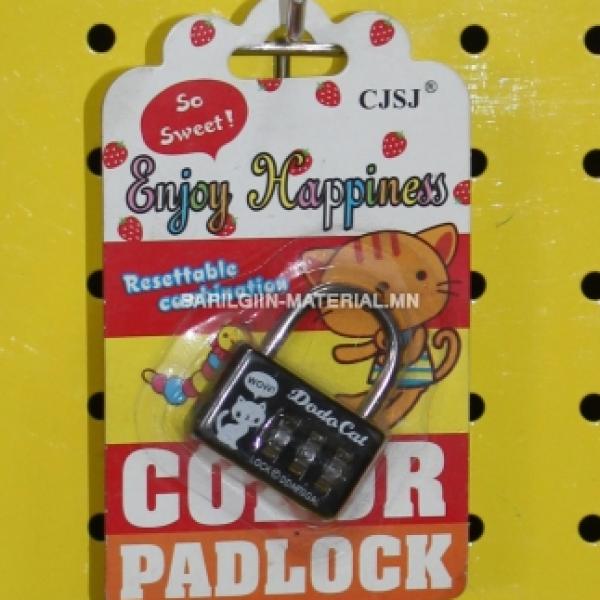 So
Sweet!
CJSJ®
Enjoy Happiness
Resettable
combination
BARILGIIN-MATERIAL.MN
WOW!
DodoCat
COLOR
PADLOCK